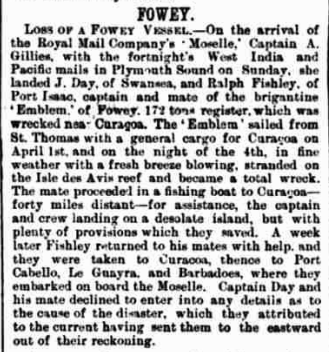 FOWEY.
LOSS OF A FOWEY VESSEL.—On the arrival of
the Royal Mail Company's 'Moselle,' Captain A.
Gillies, with the fortnight's West India and
Pacific mails in Plymouth Sound on Sunday, she
landed J. Day, of Swansea, and Ralph Fishley, of
Port Isaac, captain and mate of the brigantine
'Emblem,' of Fowey. 172 tons register, which was
wrecked near Curagoa. The 'Emblem' sailed from
St. Thomas with a general cargo for Curagoa on
April 1st, and on the night of the 4th, in fine
weather with a fresh breeze blowing, stranded on
the Isle des Avis reef and became a total wreck.
The mate proceeded in a fishing boat to Curaçoa—
forty miles distant—for assistance, the captain
and crew landing on a desolate island, but with
plenty of provisions which they saved. A week
later Fishley returned to his mates with help, and
they were taken to Curacoa, thence to Port
Cabello, Le Guayra, and Barbadoes, where they
embarked on board the Moselle. Captain Day and
his mate declined to enter into any details as to
the cause of the disaster, which they attributed
to the current having sent them to the eastward
out of their reckoning.